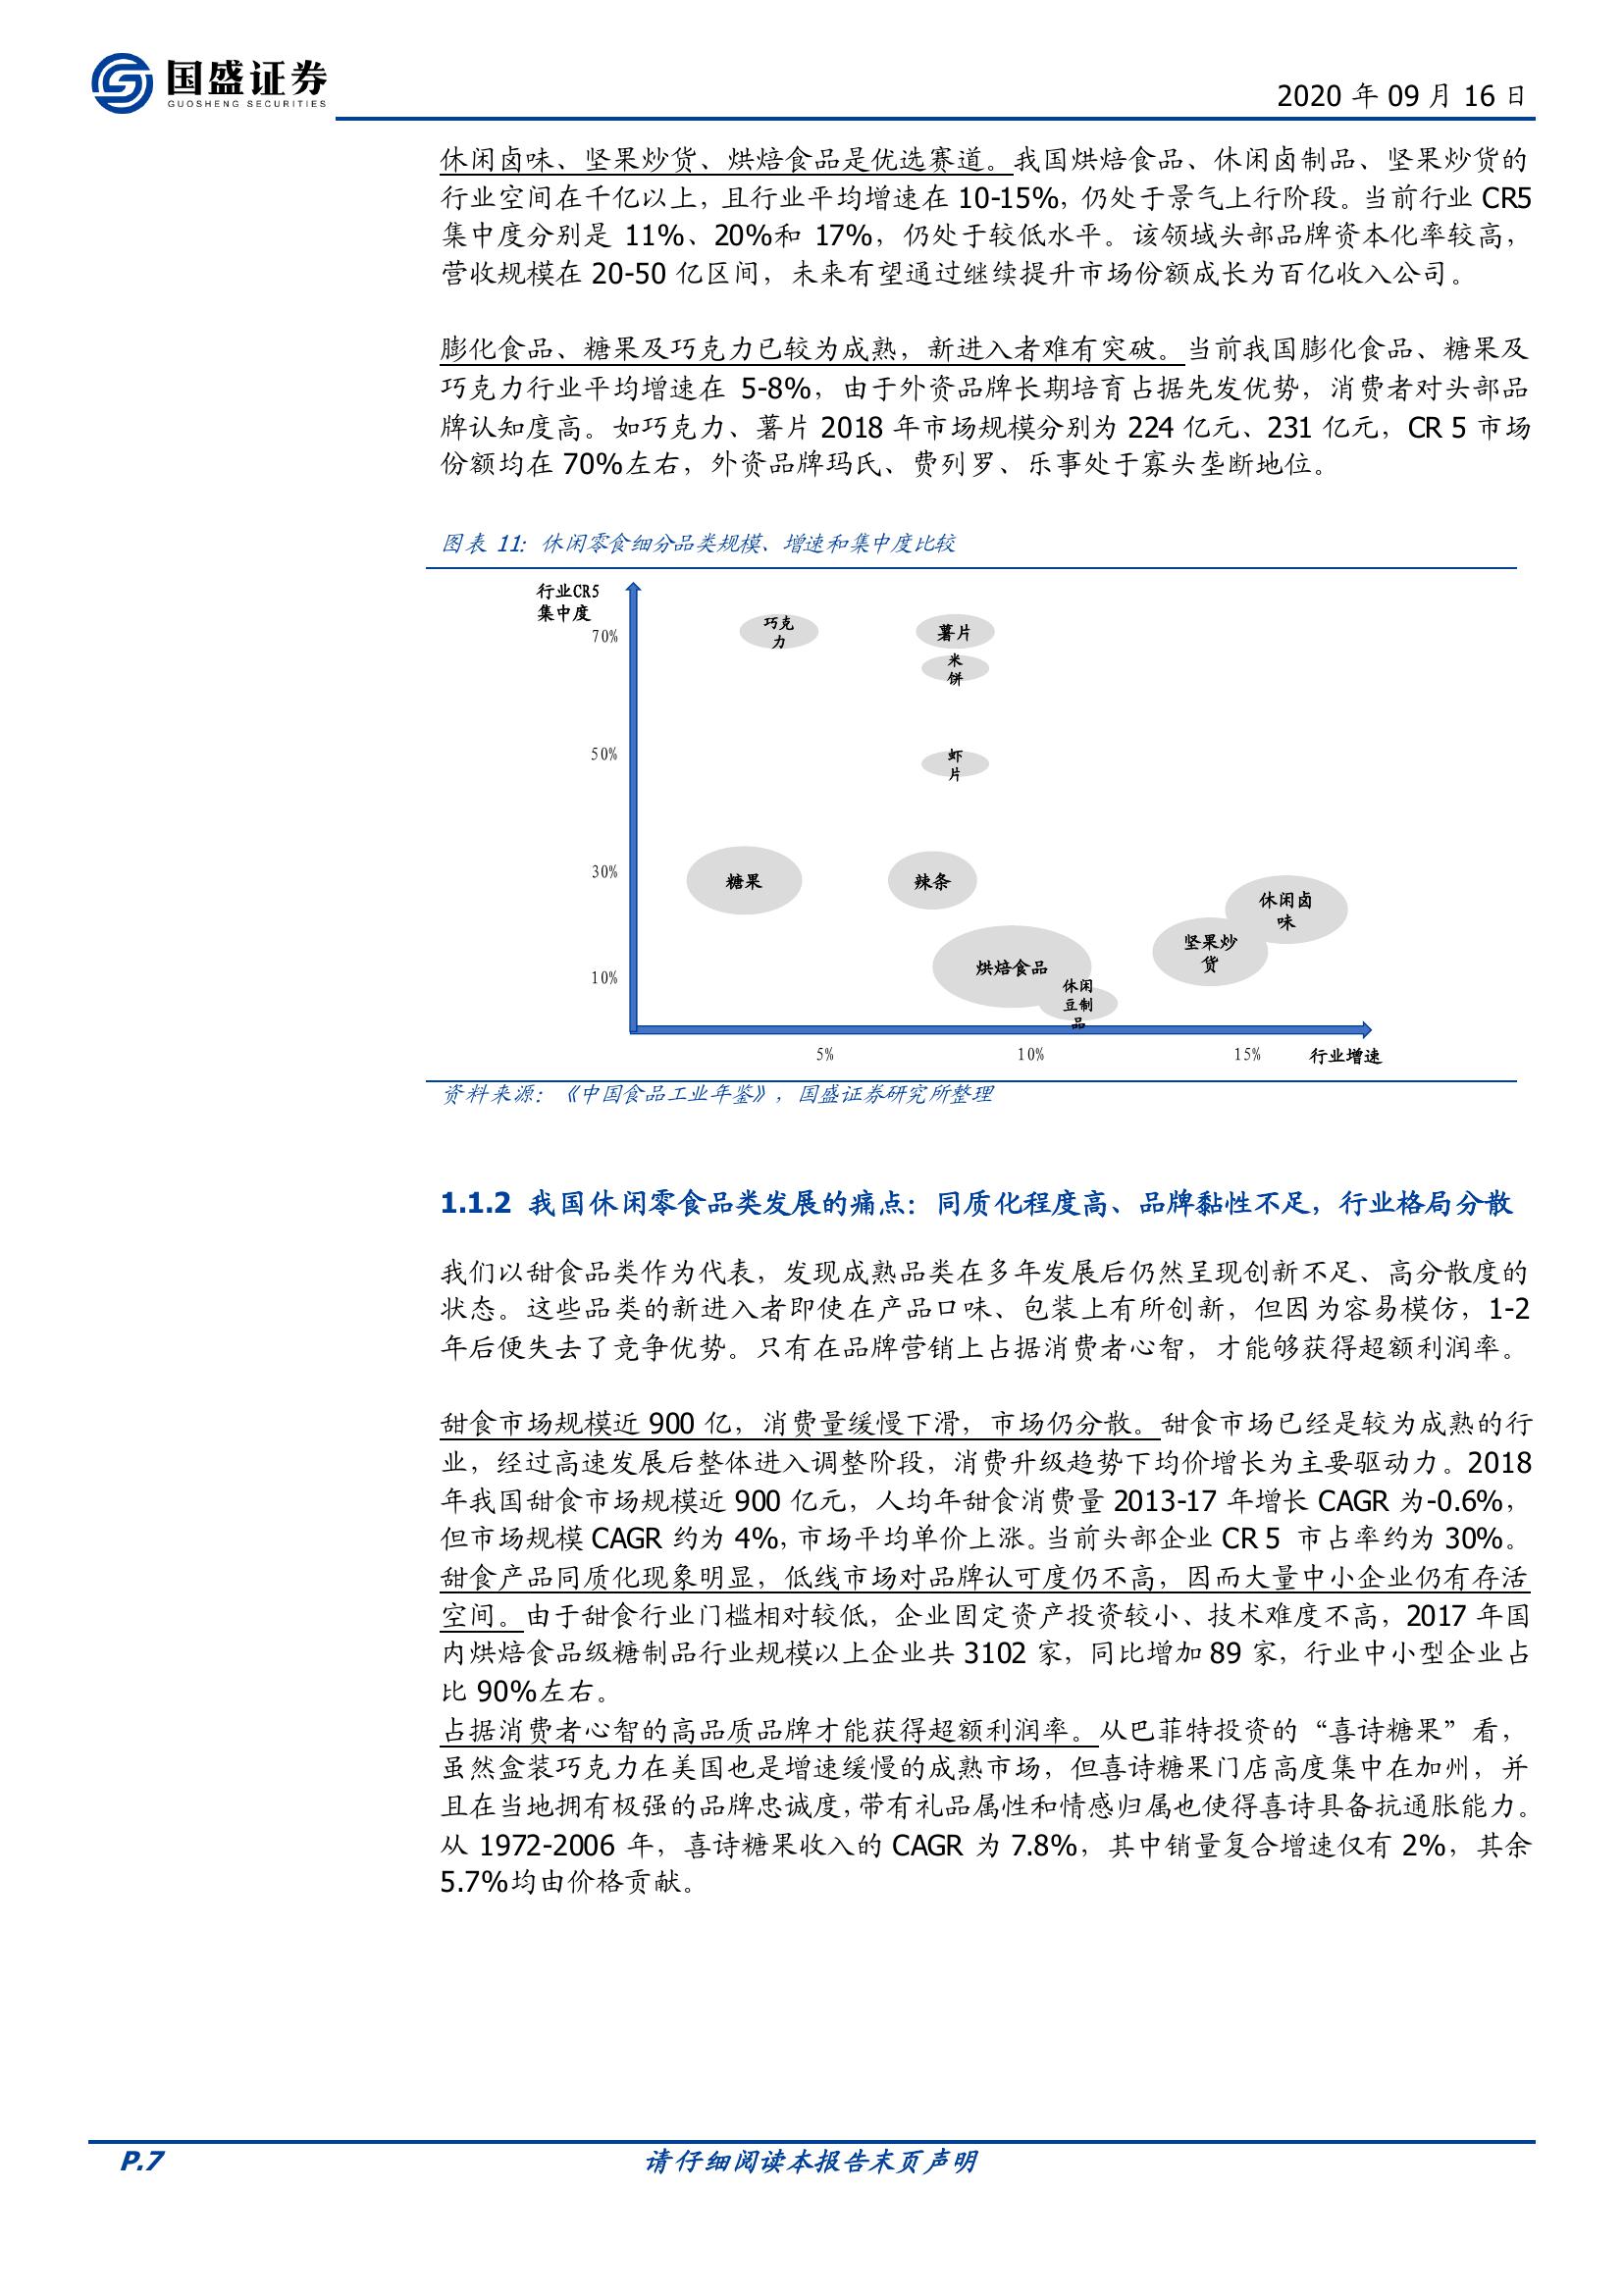 国盛证券
GUOSHENG SECURITIES
2020 年 09 月 16 日
休闲卤味、坚果炒货、烘焙食品是优选赛道。我国烘焙食品、休闲卤制品、坚果炒货的
行业空间在千亿以上，且行业平均增速在 10-15%，仍处于景气上行阶段。当前行业 CR5
集中度分别是 11%、20%和 17%，仍处于较低水平。该领域头部品牌资本化率较高，
营收规模在 20-50 亿区间，未来有望通过继续提升市场份额成长为百亿收入公司。
膨化食品、糖果及巧克力已较为成熟，新进入者难有突破。当前我国膨化食品、糖果及
巧克力行业平均增速在 5-8%，由于外资品牌长期培育占据先发优势，消费者对头部品
牌认知度高。如巧克力、薯片 2018 年市场规模分别为 224 亿元、231 亿元，CR 5 市场
份额均在 70%左右，外资品牌玛氏、费列罗、乐事处于寡头垄断地位。
图表 11：休闲零食细分品类规模、增速和集中度比较
行业CR5
集中度
70%
巧克
力
薯片
米
饼
50%
虾
片
30%
糖果
辣条
休闲卤
味
坚果炒
货
烘焙食品
10%
休闲
豆制
品
5%
10%
15%
行业增速
资料来源：《中国食品工业年鉴》，国盛证券研究所整理
1.1.2 我国休闲零食品类发展的痛点：同质化程度高、品牌黏性不足，行业格局分散
我们以甜食品类作为代表，发现成熟品类在多年发展后仍然呈现创新不足、高分散度的
状态。这些品类的新进入者即使在产品口味、包装上有所创新，但因为容易模仿，1-2
年后便失去了竞争优势。只有在品牌营销上占据消费者心智，才能够获得超额利润率。
甜食市场规模近 900 亿，消费量缓慢下滑，市场仍分散。甜食市场已经是较为成熟的行
业，经过高速发展后整体进入调整阶段，消费升级趋势下均价增长为主要驱动力。2018
年我国甜食市场规模近 900 亿元，人均年甜食消费量 2013-17 年增长 CAGR 为-0.6%，
但市场规模 CAGR 约为 4%，市场平均单价上涨。当前头部企业 CR 5 市占率约为 30%。
甜食产品同质化现象明显，低线市场对品牌认可度仍不高，因而大量中小企业仍有存活
空间。由于甜食行业门槛相对较低，企业固定资产投资较小、技术难度不高，2017 年国
内烘焙食品级糖制品行业规模以上企业共 3102 家，同比增加 89 家，行业中小型企业占
比 90%左右。
占据消费者心智的高品质品牌才能获得超额利润率。从巴菲特投资的“喜诗糖果”看，
虽然盒装巧克力在美国也是增速缓慢的成熟市场，但喜诗糖果门店高度集中在加州，并
且在当地拥有极强的品牌忠诚度，带有礼品属性和情感归属也使得喜诗具备抗通胀能力。
从 1972-2006 年，喜诗糖果收入的 CAGR 为 7.8%，其中销量复合增速仅有 2%，其余
5.7%均由价格贡献。
P.7
请仔细阅读本报告末页声明